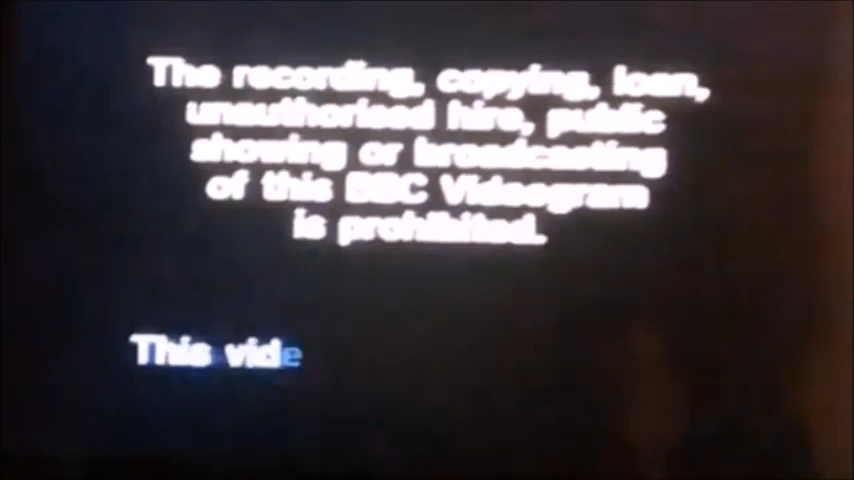 The recording, copying, loan,
unauthorised hire, public
showing or broadcasting
of this BBC Videogram
is prohibited.
This vide